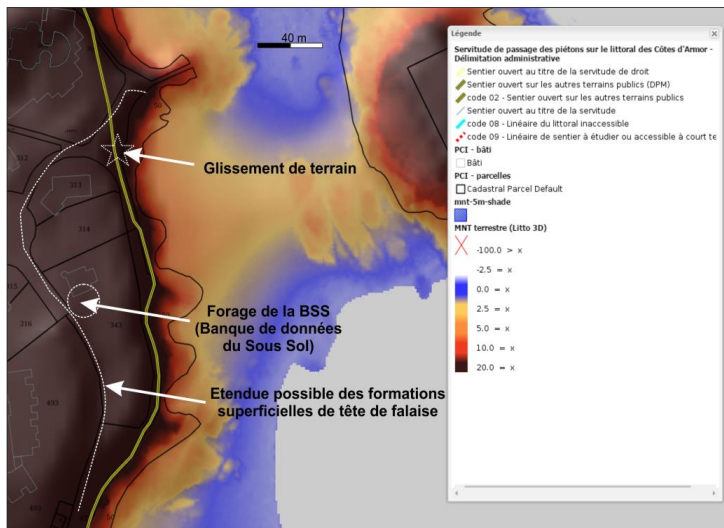 40 m
Glissement de terrain
312
313
314
Forage de la BSS
(Banque de données
du Sous Sol)
316
343
Etendue possible des formations
superficielles de tête de falaise
493
Légende
Servitude de passage des piétons sur le littoral des Côtes d'Armor -
Délimitation administrative
Sentier ouvert au titre de la servitude de droit
Sentier ouvert sur les autres terrains publics (DPM)
code 02 - Sentier ouvert sur les autres terrains publics
Sentier ouvert au titre de la servitude
code 08 - Linéaire du littoral inaccessible
code 09 - Linéaire de sentier à étudier ou accessible à court te
PCI - bâti
Bâti
PCI - parcelles
Cadastral Parcel Default
mnt-5m-shade
MNT terrestre (Litto 3D)
-100.0 > x
-2.5 = x
0.0 = x
2.5 = x
5.0 = x
10.0 = x
20.0 = x